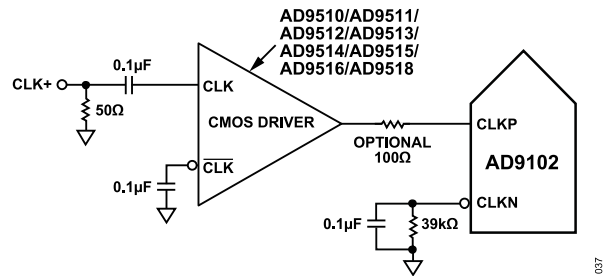 AD9510/AD9511/
AD9512/AD9513/
AD9514/AD9515/
AD9516/AD9518
0.1µF
CLK+
CLK
50Ω
CMOS DRIVER
CLKP
OPTIONAL
100Ω
AD9102
CLK
0.1µF
CLKN
0.1µF
39kΩ
037